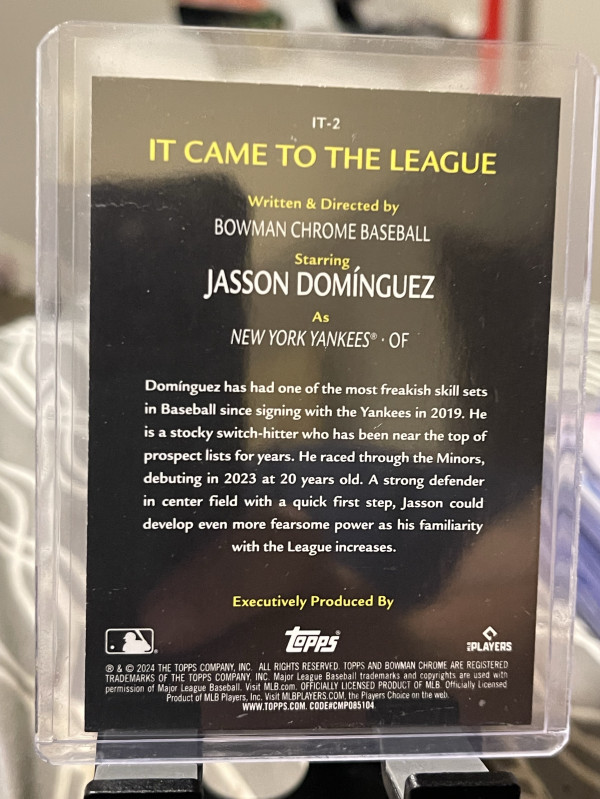 IT-2
IT CAME TO THE LEAGUE
Written & Directed by
BOWMAN CHROME BASEBALL
Starring
JASSON DOMÍNGUEZ
As
NEW YORK YANKEES® · OF
Domínguez has had one of the most freakish skill sets
in Baseball since signing with the Yankees in 2019. He
is a stocky switch-hitter who has been near the top of
prospect lists for years. He raced through the Minors,
debuting in 2023 at 20 years old. A strong defender
in center field with a quick first step, Jasson could
develop even more fearsome power as his familiarity
with the League increases.
Executively Produced By
Topps®
PLAYERS
® & © 2024 THE TOPPS COMPANY, INC. ALL RIGHTS RESERVED. TOPPS AND BOWMAN CHROME ARE REGISTERED
TRADEMARKS OF THE TOPPS COMPANY, INC. Major League Baseball trademarks and copyrights are used with
permission of Major League Baseball. Visit MLB.com. OFFICIALLY LICENSED PRODUCT OF MLB. Officially Licensed
Product of MLB Players, Inc. Visit MLBPLAYERS.COM, the Players Choice on the web.
WWW.TOPPS.COM. CODE#CMP085104